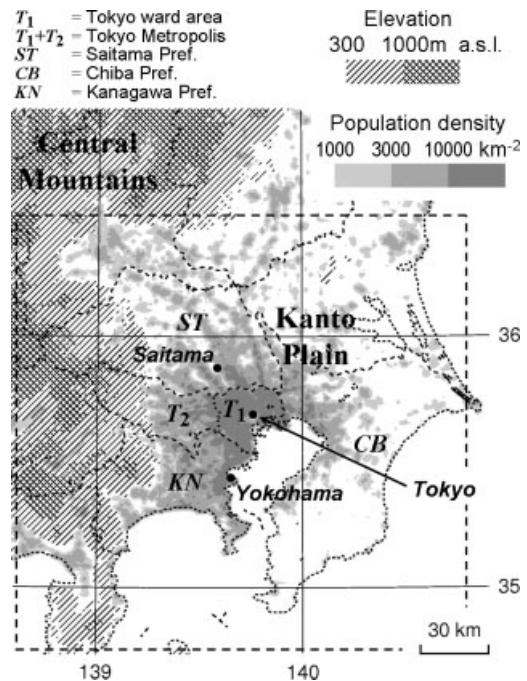 T1 = Tokyo ward area
T1+T2 = Tokyo Metropolis
ST = Saitama Pref.
CB = Chiba Pref.
KN = Kanagawa Pref.
Elevation
300 1000m a.s.l.
Population density
1000 3000 10000 km-2
Central
Mountains
ST
Kanto
Plain
36
Saitama
T2
T1
CB
KN
Yokohama
Tokyo
35
30 km
139
140